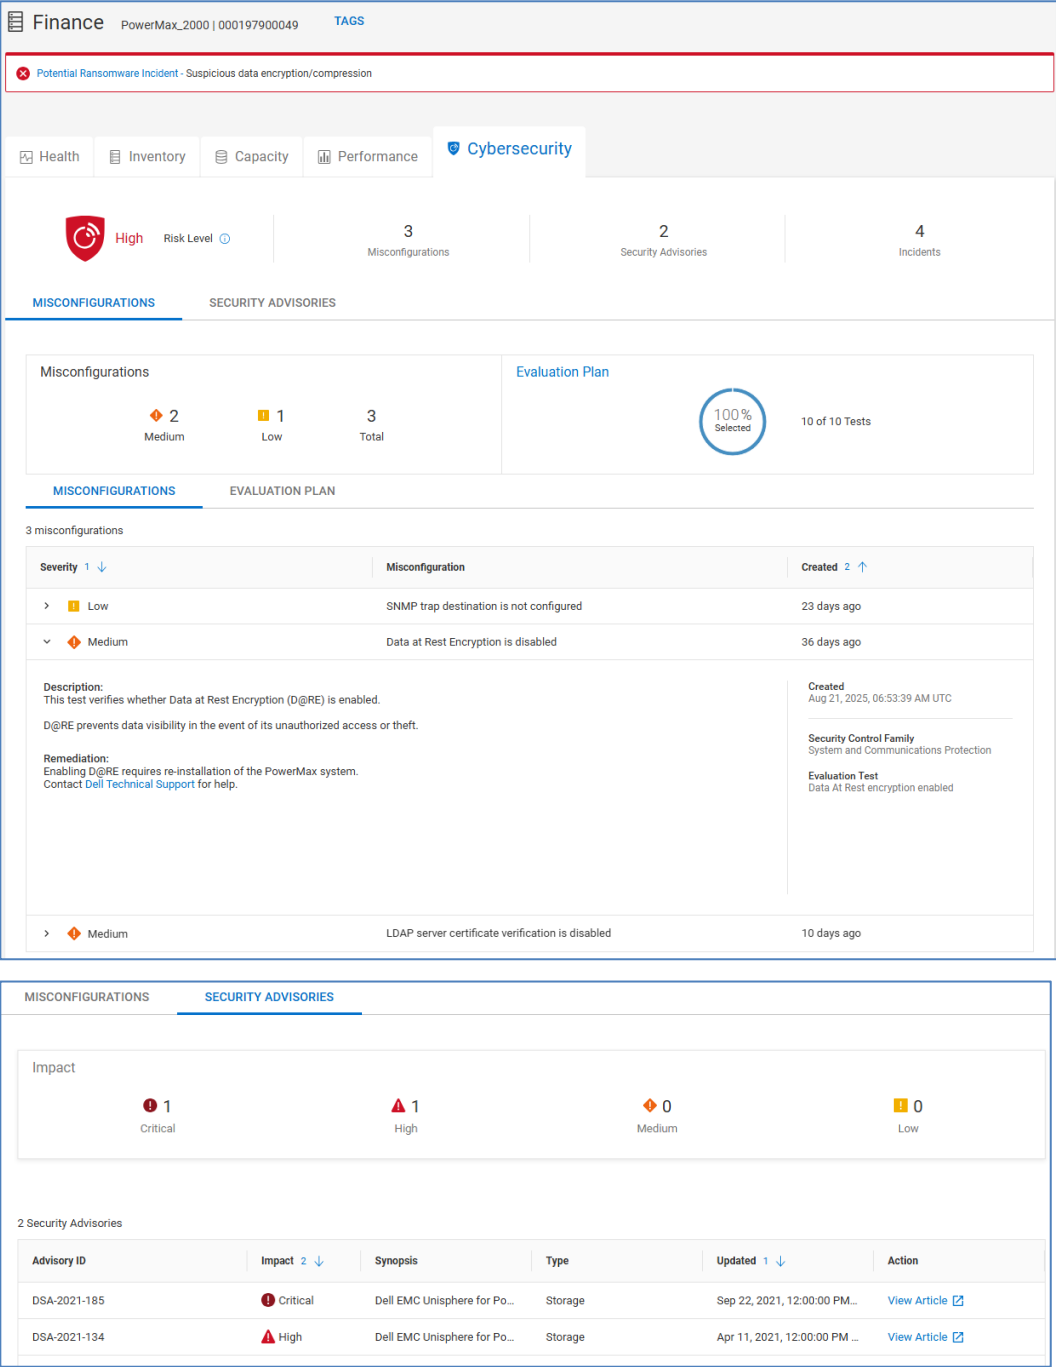 Finance PowerMax_2000 | 000197900049 TAGS
Potential Ransomware Incident - Suspicious data encryption/compression
Health Inventory Capacity Performance Cybersecurity
High Risk Level
3
Misconfigurations
2
Security Advisories
4
Incidents
MISCONFIGURATIONS SECURITY ADVISORIES
Misconfigurations
2
Medium
1
Low
3
Total
Evaluation Plan
100%
Selected
10 of 10 Tests
MISCONFIGURATIONS EVALUATION PLAN
3 misconfigurations
Severity 1 Misconfiguration Created 2
Low SNMP trap destination is not configured 23 days ago
Medium Data at Rest Encryption is disabled 36 days ago
Description:
This test verifies whether Data at Rest Encryption (D@RE) is enabled.
D@RE prevents data visibility in the event of its unauthorized access or theft.
Remediation:
Enabling D@RE requires re-installation of the PowerMax system.
Contact Dell Technical Support for help.
Created
Aug 21, 2025, 06:53:39 AM UTC
Security Control Family
System and Communications Protection
Evaluation Test
Data At Rest encryption enabled
Medium LDAP server certificate verification is disabled 10 days ago
MISCONFIGURATIONS SECURITY ADVISORIES
Impact
1
Critical
1
High
0
Medium
0
Low
2 Security Advisories
Advisory ID Impact 2 Synopsis Type Updated 1 Action
DSA-2021-185 Critical Dell EMC Unisphere for Po... Storage Sep 22, 2021, 12:00:00 PM... View Article
DSA-2021-134 High Dell EMC Unisphere for Po... Storage Apr 11, 2021, 12:00:00 PM ... View Article